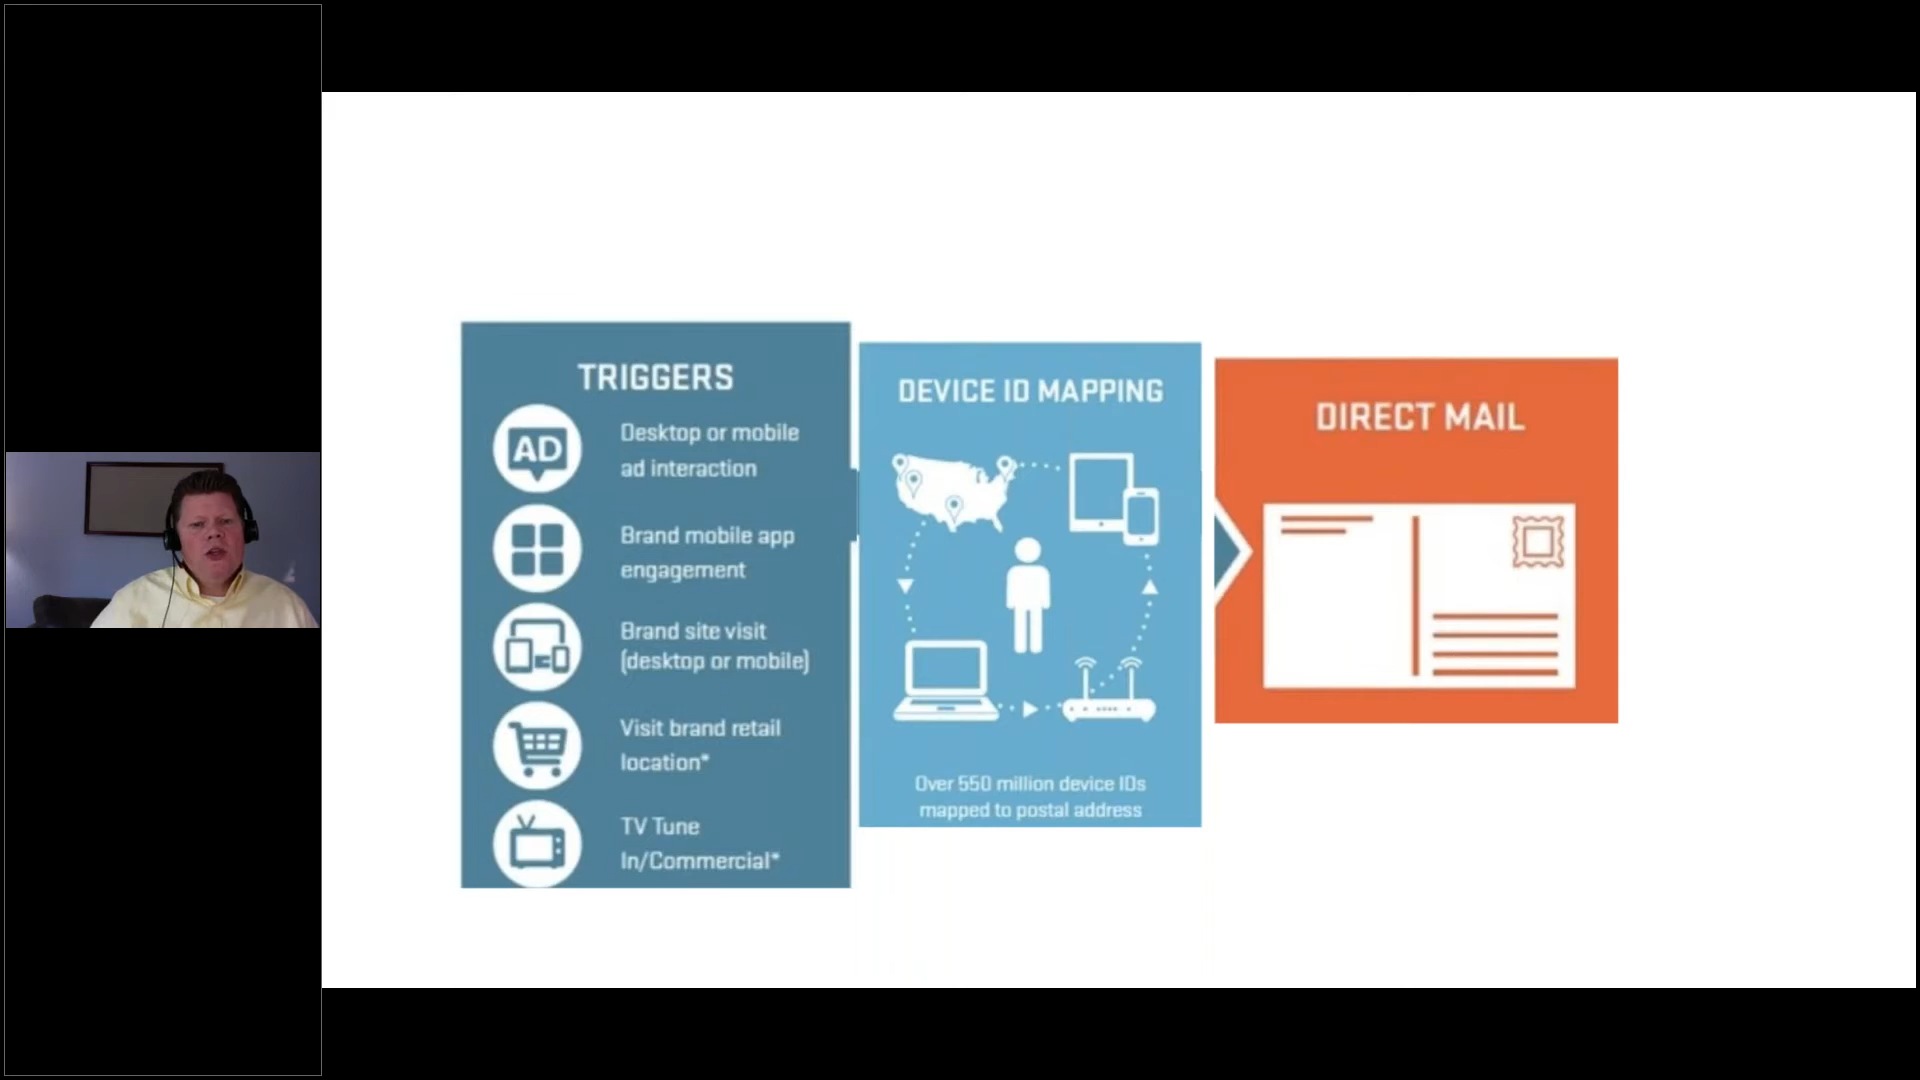 TRIGGERS
AD
Desktop or mobile
ad interaction
Brand mobile app
engagement
Brand site visit
(desktop or mobile)
Visit brand retail
location*
TV Tune
In/Commercial*
DEVICE ID MAPPING
Over 550 million device IDs
mapped to postal address
DIRECT MAIL